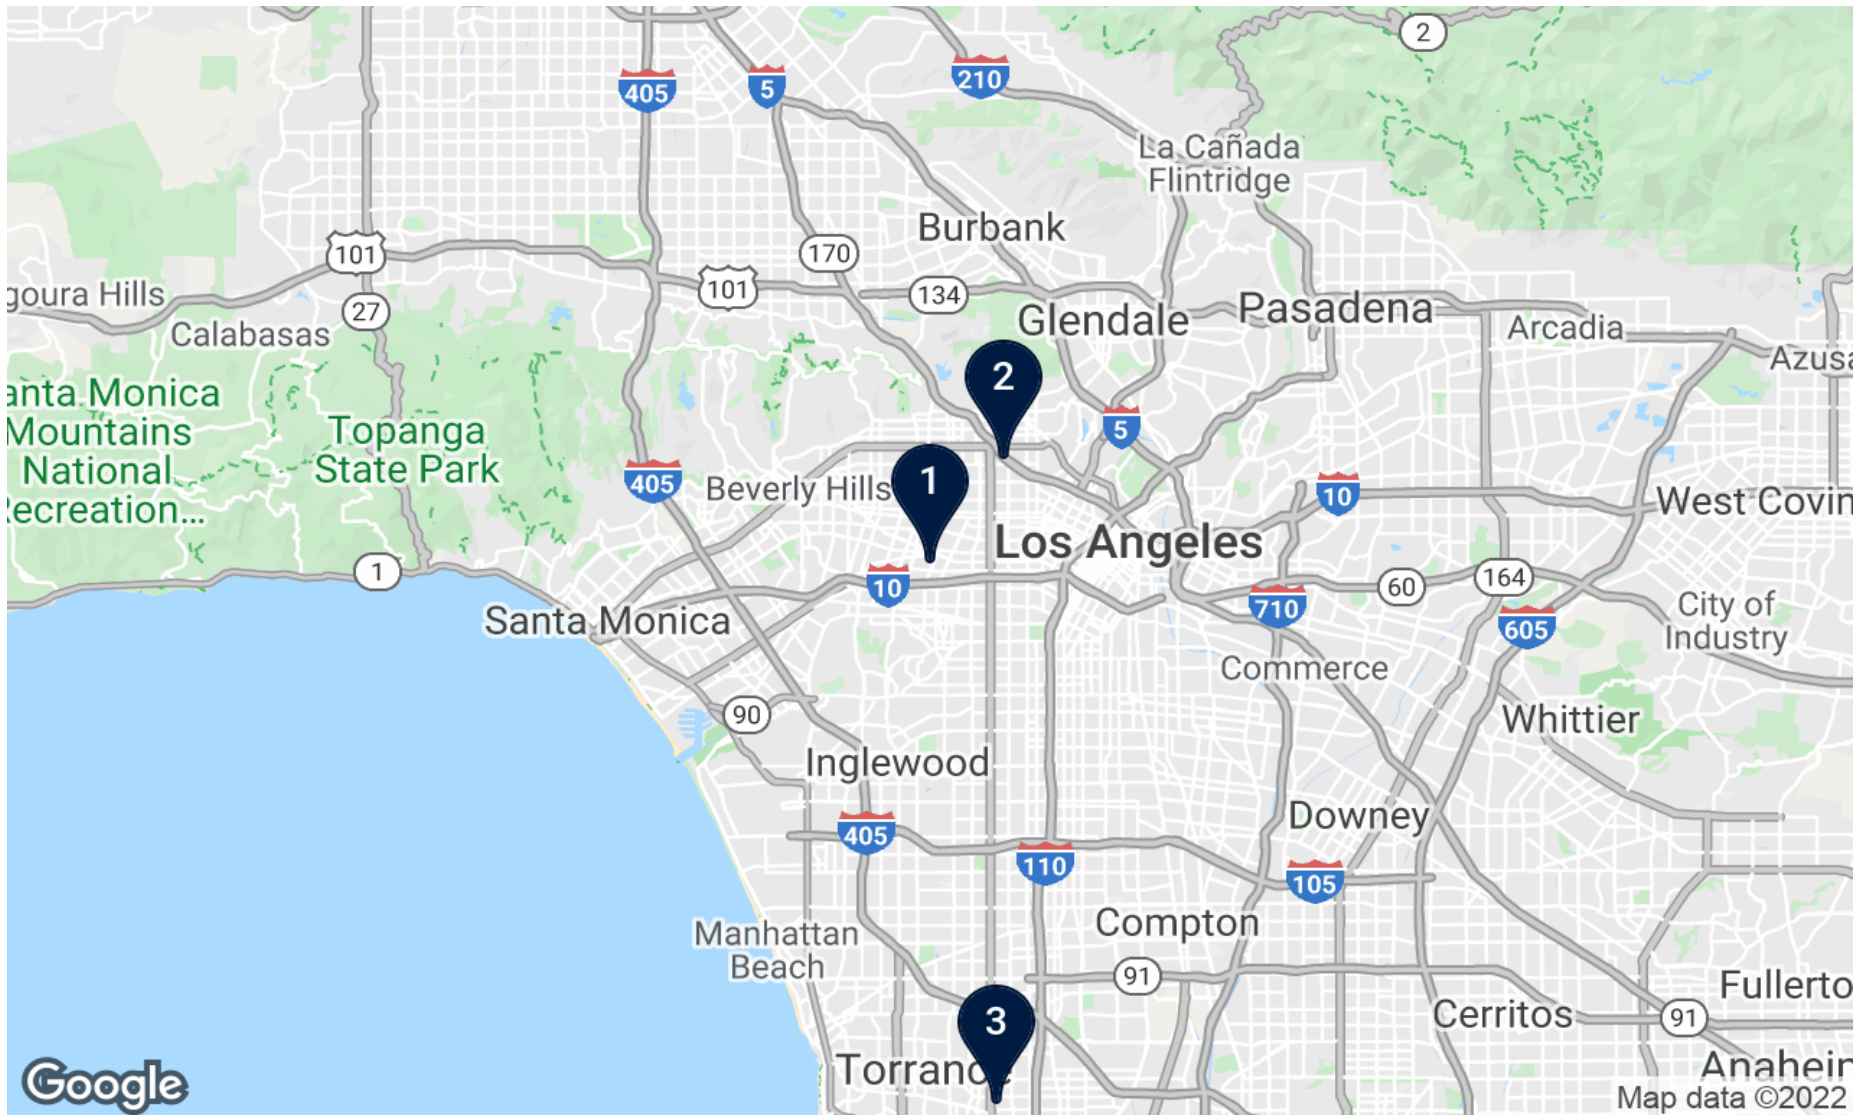 2
405
5
210
La Cañada
Flintridge
Burbank
101
170
101
134
goura Hills
27
Calabasas
Glendale
Pasadena
Arcadia
Azusa
2
anta Monica
Mountains
National
Recreation...
Topanga
State Park
5
405
Beverly Hills
1
10
West Covin
Los Angeles
1
10
710
60
164
Santa Monica
605
City of
Industry
Commerce
90
Whittier
Inglewood
405
110
Downey
105
Manhattan
Beach
Compton
91
3
Cerritos
91
Fullerto
Torrance
Anaheim
Google
Map data ©2022